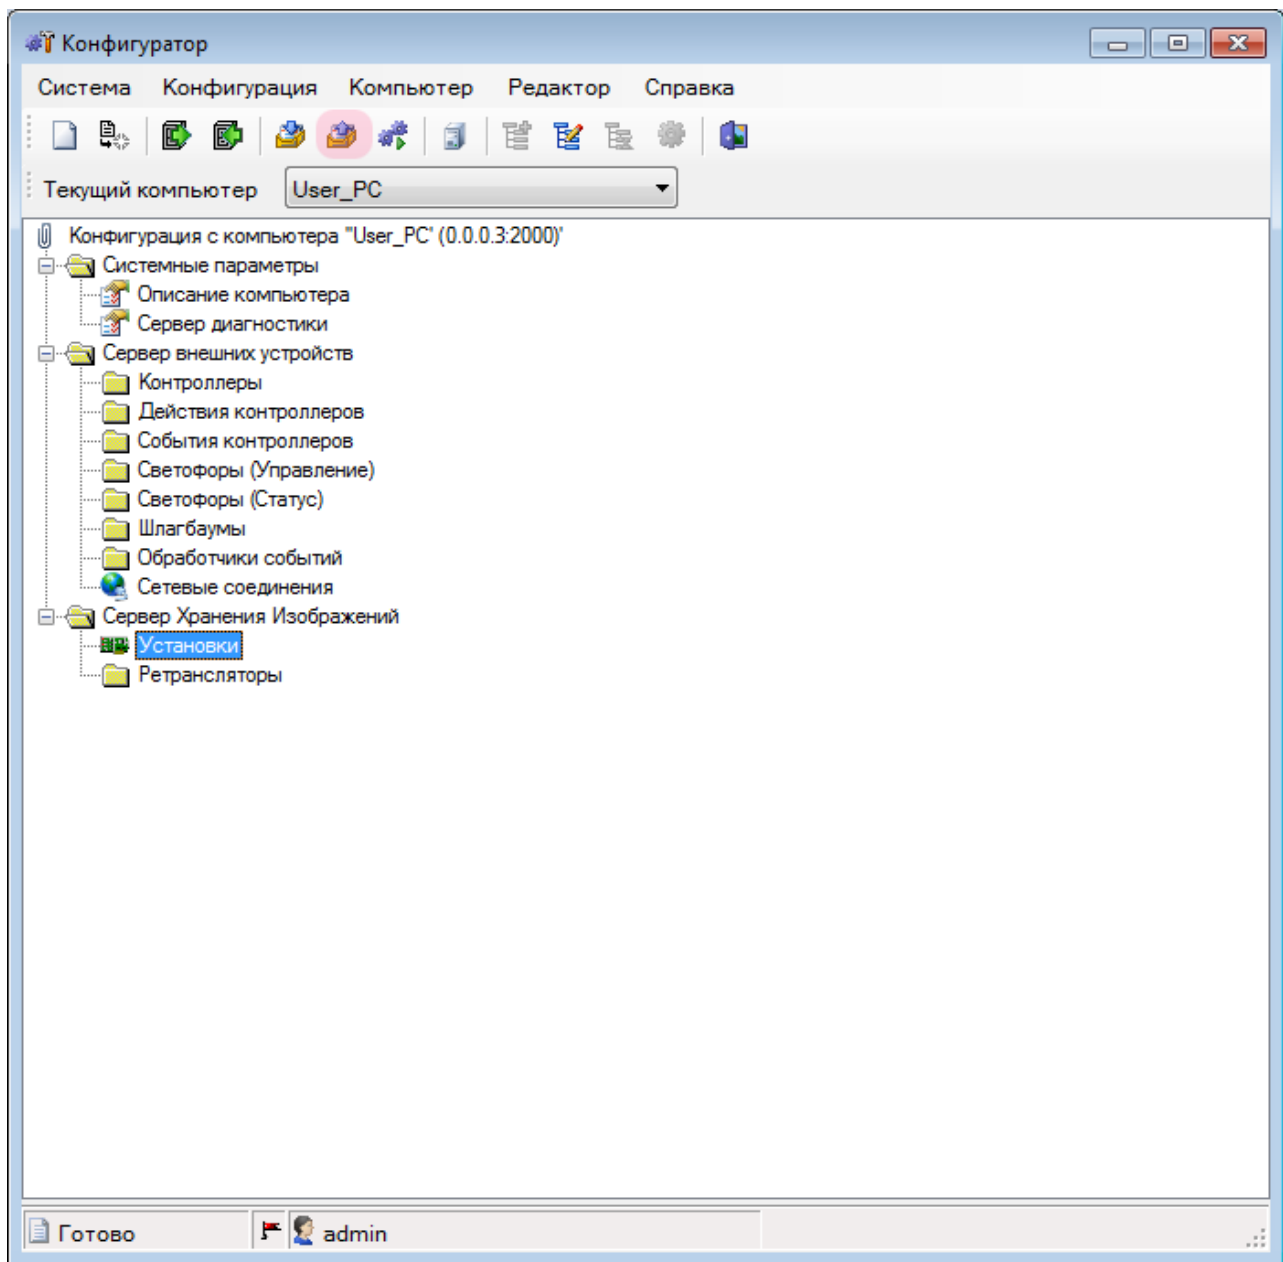 Конфигуратор
Система Конфигурация Компьютер Редактор Справка
Текущий компьютер User_PC
Конфигурация с компьютера "User_PC' (0.0.0.3:2000)'
Системные параметры
Описание компьютера
Сервер диагностики
Сервер внешних устройств
Контроллеры
Действия контроллеров
События контроллеров
Светофоры (Управление)
Светофоры (Статус)
Шлагбаумы
Обработчики событий
Сетевые соединения
Сервер Хранения Изображений
Установки
Ретрансляторы
Готово admin